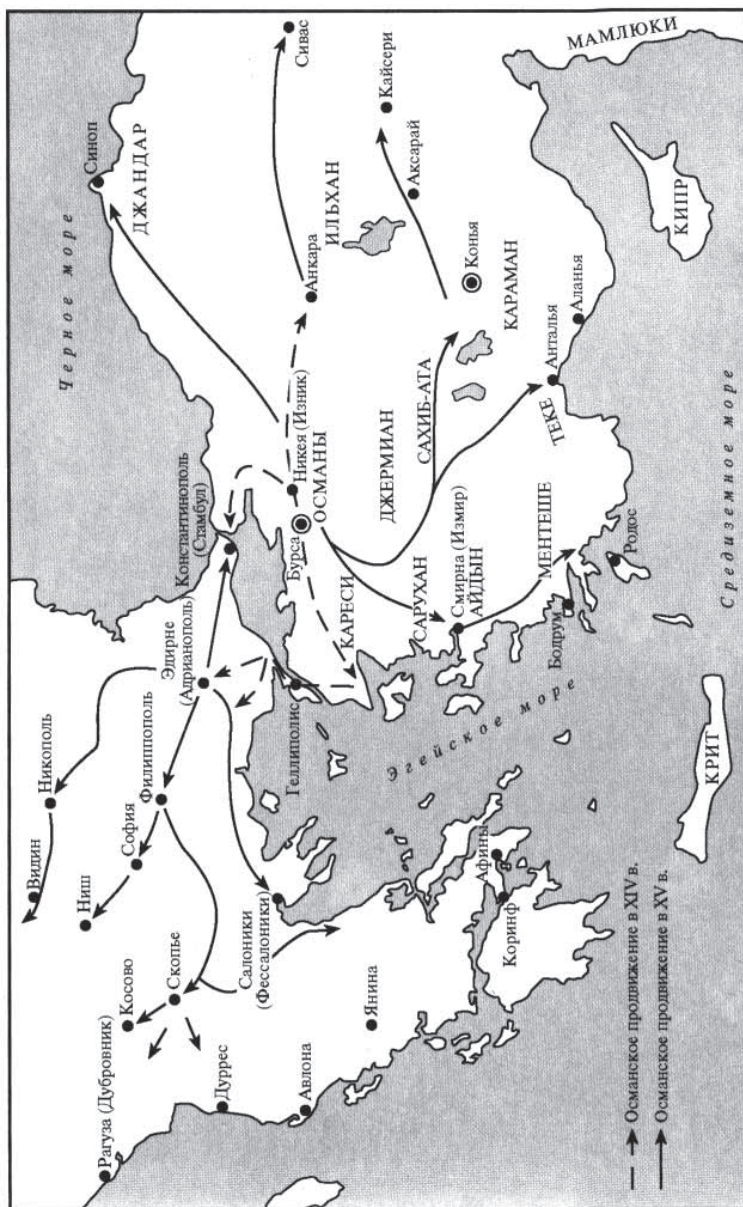 Черное море
Синоп
ДЖАНДАР
Сивас
Кайсери
МАМЛЮКИ
Анкара
ИЛЬХАН
Аксарай
Конья
КАРАМАН
КИПР
Аланья
Анталья
ТЕКЕ
САХИБ-АТА
ДЖЕРМИАН
Никея (Изник)
ОСМАНЫ
Бурса
Константинополь
(Стамбул)
КАРЕСИ
САРУХАН
Смирна (Измир)
АЙДЫН
МЕНТЕШЕ
Родос
Бодрум
Средиземное море
Эгейское море
КРИТ
Эдирне
(Адрианополь)
Геллиполис
Никополь
Филиппополь
Видин
София
Ниш
Салоники
(Фессалоники)
Скопье
Косово
Рагуза (Дубровник)
Дуррес
Авлона
Янина
Афины
Коринф
Османское продвижение в XIV в.
Османское продвижение в XV в.